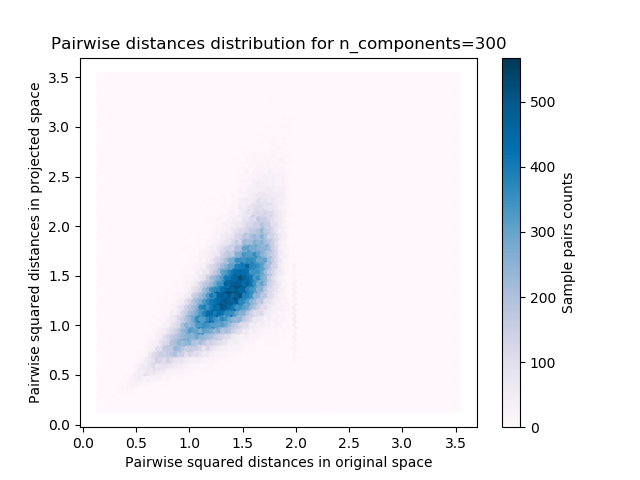 Pairwise distances distribution for n_components=300
Pairwise squared distances in projected space
3.5
3.0
2.5
2.0
1.5
1.0
0.5
0.0
0.0 0.5 1.0 1.5 2.0 2.5 3.0 3.5
Pairwise squared distances in original space
500
400
300
200
100
0
Sample pairs counts